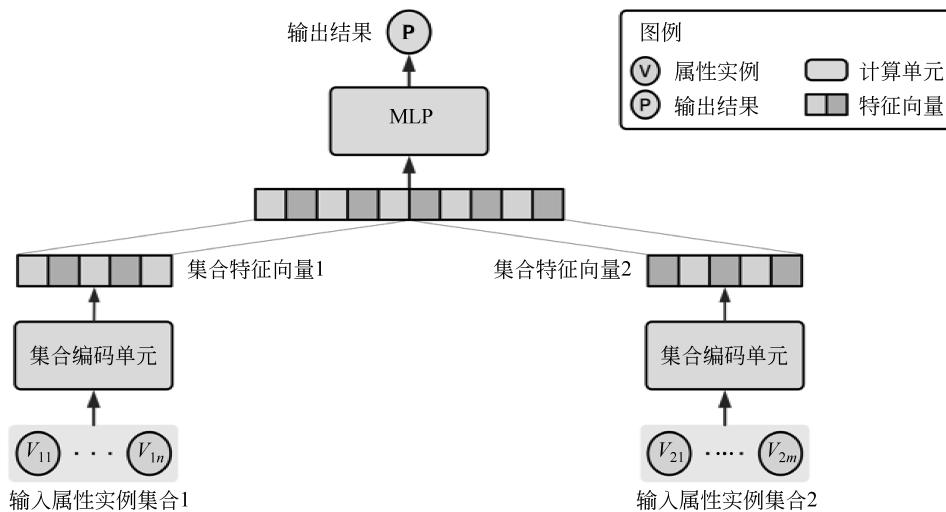 输出结果 P
图例
V 属性实例 计算单元
P 输出结果 特征向量
MLP
集合特征向量1 集合特征向量2
集合编码单元 集合编码单元
V11 · · · V1n V21 ····· V2m
输入属性实例集合1 输入属性实例集合2